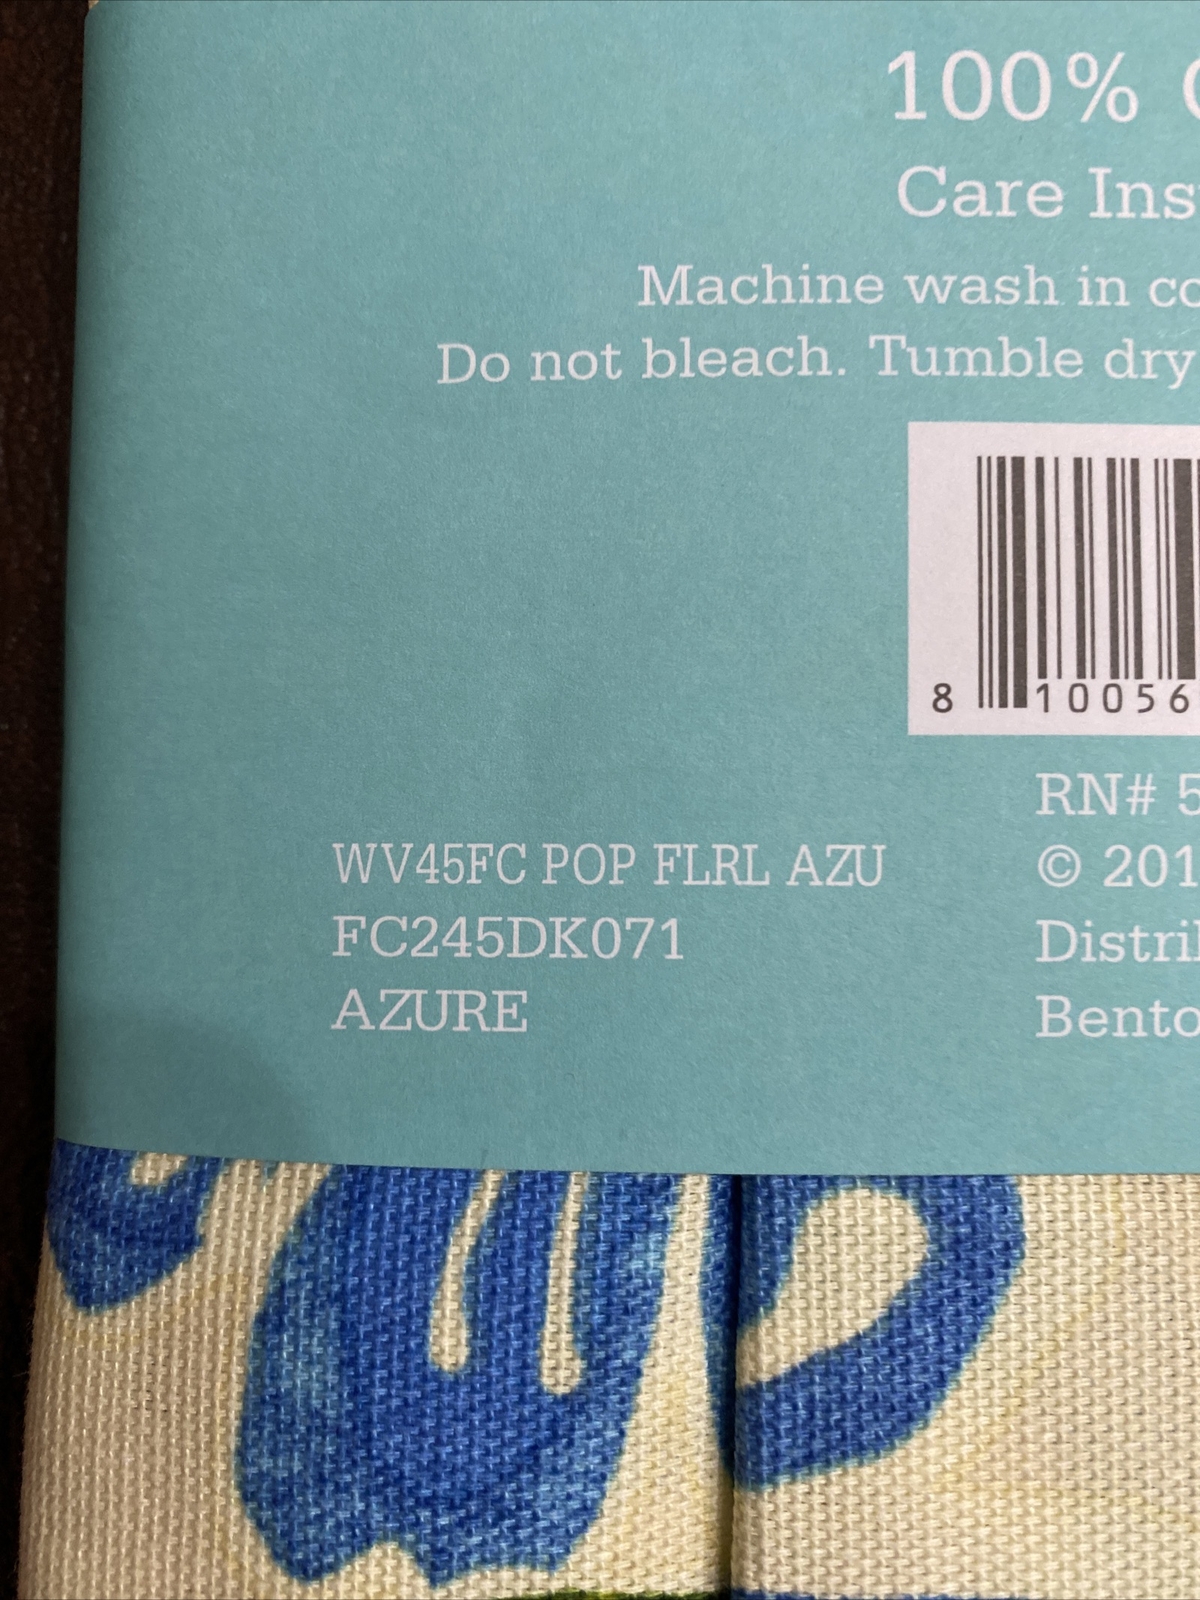 100%
Care Ins
Machine wash in co
Do not bleach. Tumble dry
8 10056
RN# 5
WV45FC POP FLRL AZU
© 201
FC245DK071
Distri
AZURE
Bento